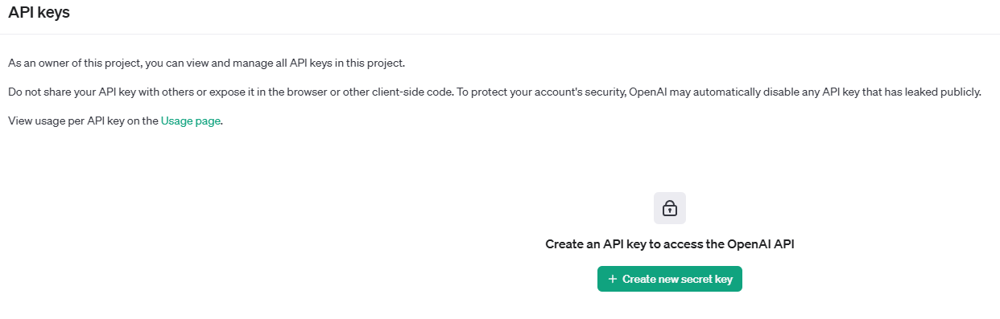 API keys
As an owner of this project, you can view and manage all API keys in this project.
Do not share your API key with others or expose it in the browser or other client-side code. To protect your account's security, OpenAI may automatically disable any API key that has leaked publicly.
View usage per API key on the Usage page.
Create an API key to access the OpenAI API
+ Create new secret key